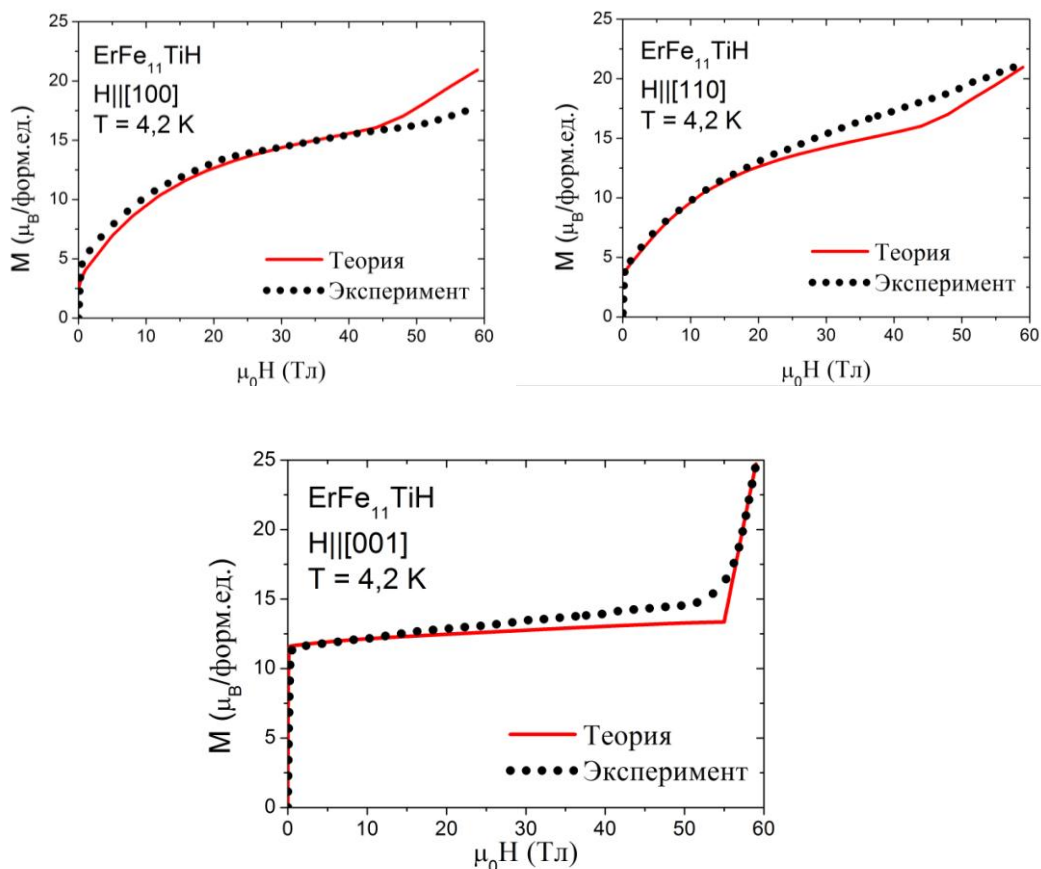 25
20
15
10
5
0
M (μB/форм.ед.)
ErFe11TiH
H||[100]
T = 4,2 K
Теория
Эксперимент
0 10 20 30 40 50 60
μ0H (Тл)
25
20
15
10
5
0
M (μB/форм.ед.)
ErFe11TiH
H||[110]
T = 4,2 K
Теория
Эксперимент
0 10 20 30 40 50 60
μ0H (Тл)
25
20
15
10
5
0
M (μB/форм.ед.)
ErFe11TiH
H||[001]
T = 4,2 K
Теория
Эксперимент
0 10 20 30 40 50 60
μ0H (Тл)